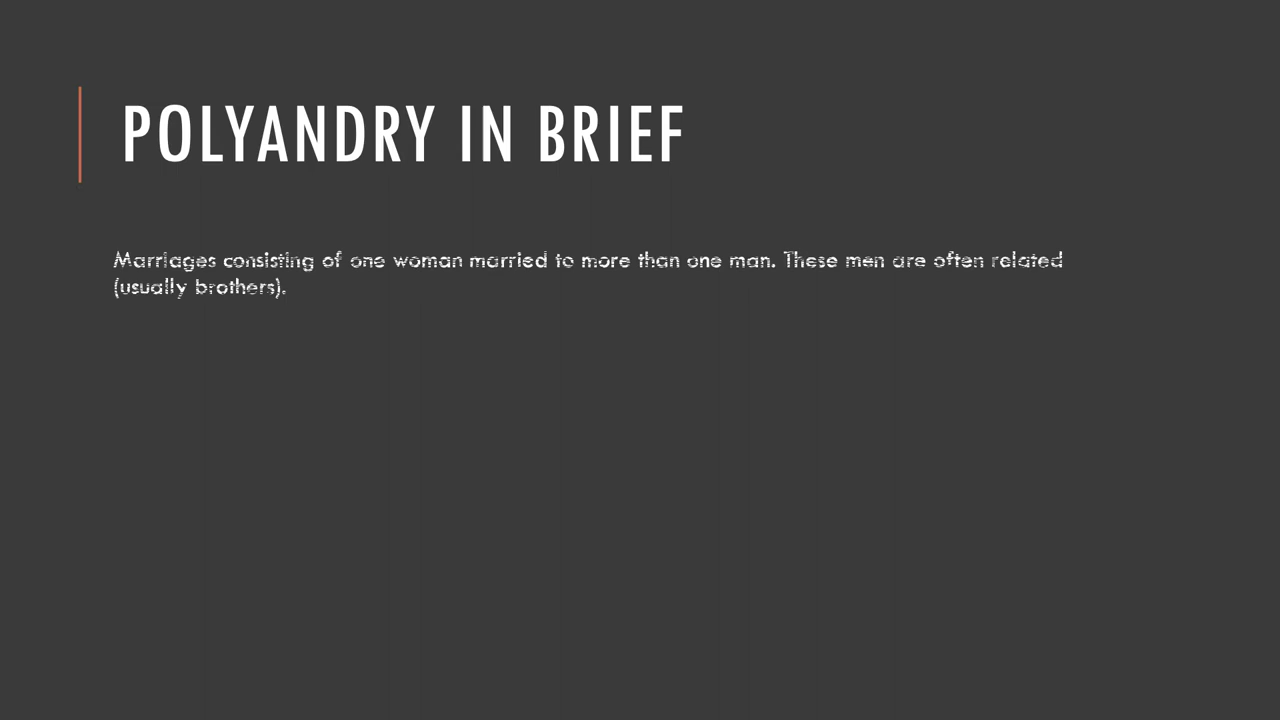 POLYANDRY IN BRIEF
Marriages consisting of one woman married to more than one man. These men are often related
(usually brothers).